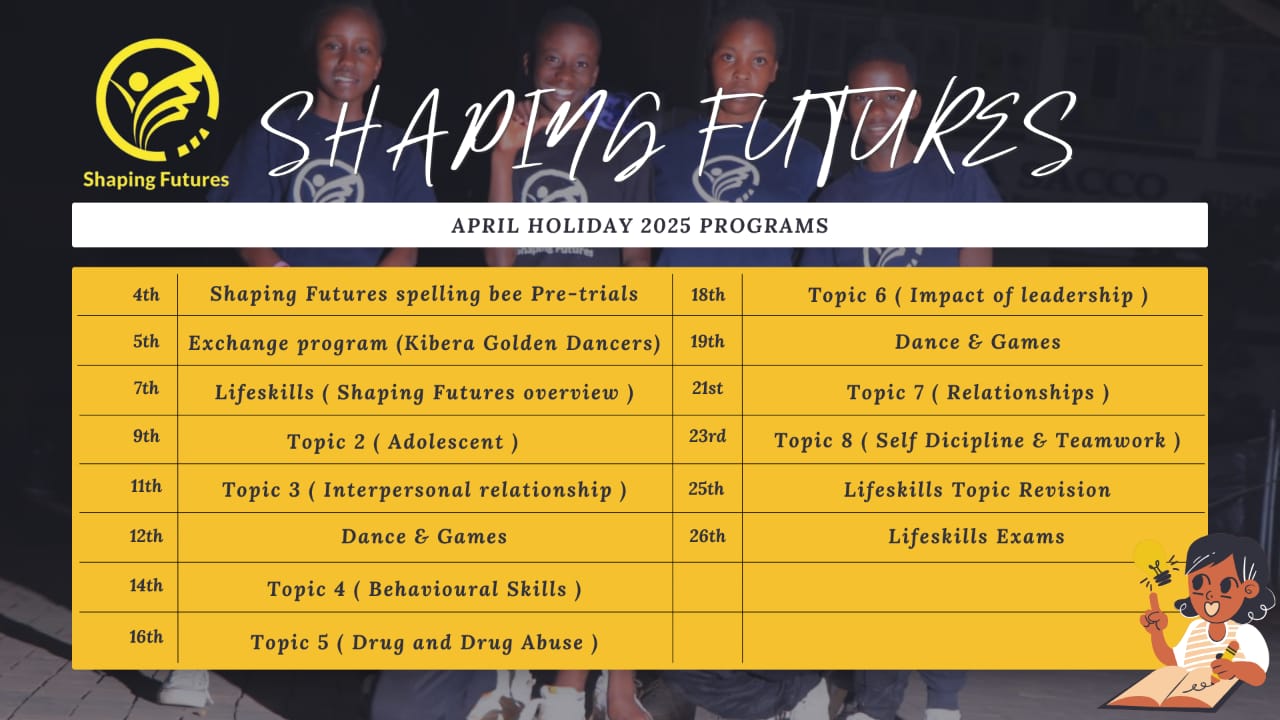 Shaping Futures
SHAPING FUTURES
APRIL HOLIDAY 2025 PROGRAMS
4th Shaping Futures spelling bee Pre-trials
5th Exchange program (Kibera Golden Dancers)
7th Lifeskills ( Shaping Futures overview )
9th Topic 2 ( Adolescent )
11th Topic 3 ( Interpersonal relationship )
12th Dance & Games
14th Topic 4 ( Behavioural Skills )
16th Topic 5 ( Drug and Drug Abuse )
18th Topic 6 ( Impact of leadership )
19th Dance & Games
21st Topic 7 ( Relationships )
23rd Topic 8 ( Self Dicipline & Teamwork )
25th Lifeskills Topic Revision
26th Lifeskills Exams
SACCO
Shaping Futures